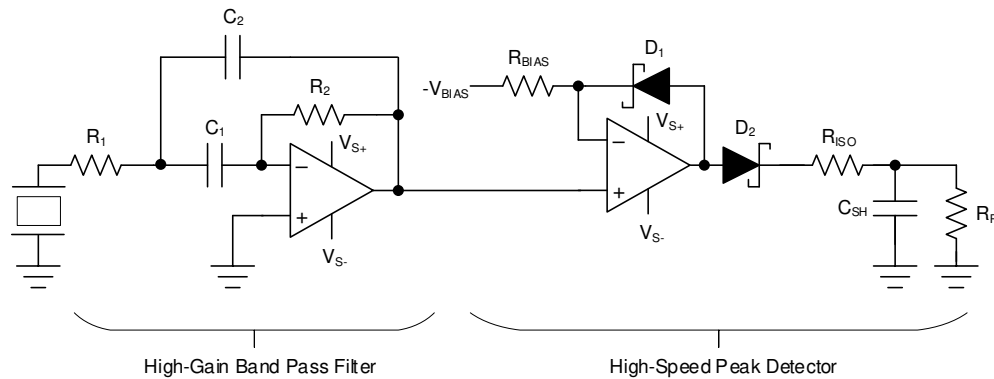 C2
R1
C1
R2
VS+
VS-
-VBIAS
RBIAS
D1
VS+
VS-
D2
RISO
CSH
High-Gain Band Pass Filter
High-Speed Peak Detector